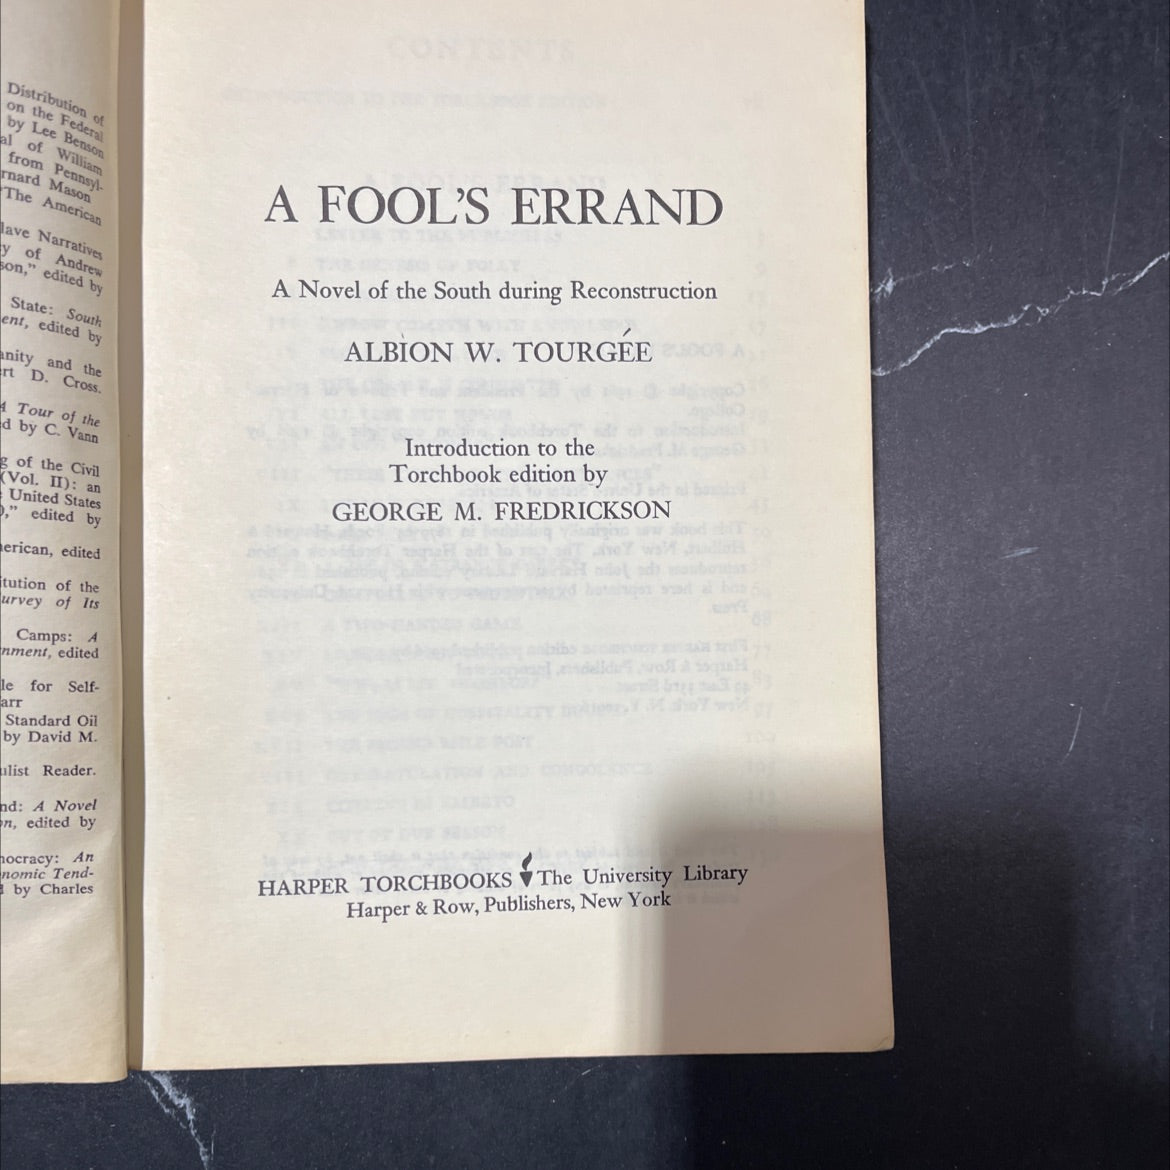 Distribution of
on the Federal
by Lee Benson
al of William
from Pennsyl-
rnard Mason
"The American
lave Narratives
y of Andrew
son," edited by
State: South
ent, edited by
anity and the
rt D. Cross.
A Tour of the
d by C. Vann
g of the Civil
(Vol. II): an
United States
," edited by
nerican, edited
itution of the
urvey of Its
Camps: A
nment, edited
le for Self-
arr
Standard Oil
by David M.
ulist Reader.
nd: A Novel
on, edited by
nocracy: An
nomic Tend-
d by Charles
A FOOL'S ERRAND
A Novel of the South during Reconstruction
ALBÌON W. TOURGÉE
Introduction to the
Torchbook edition by
GEORGE M. FREDRICKSON
HARPER TORCHBOOKS The University Library
Harper & Row, Publishers, New York